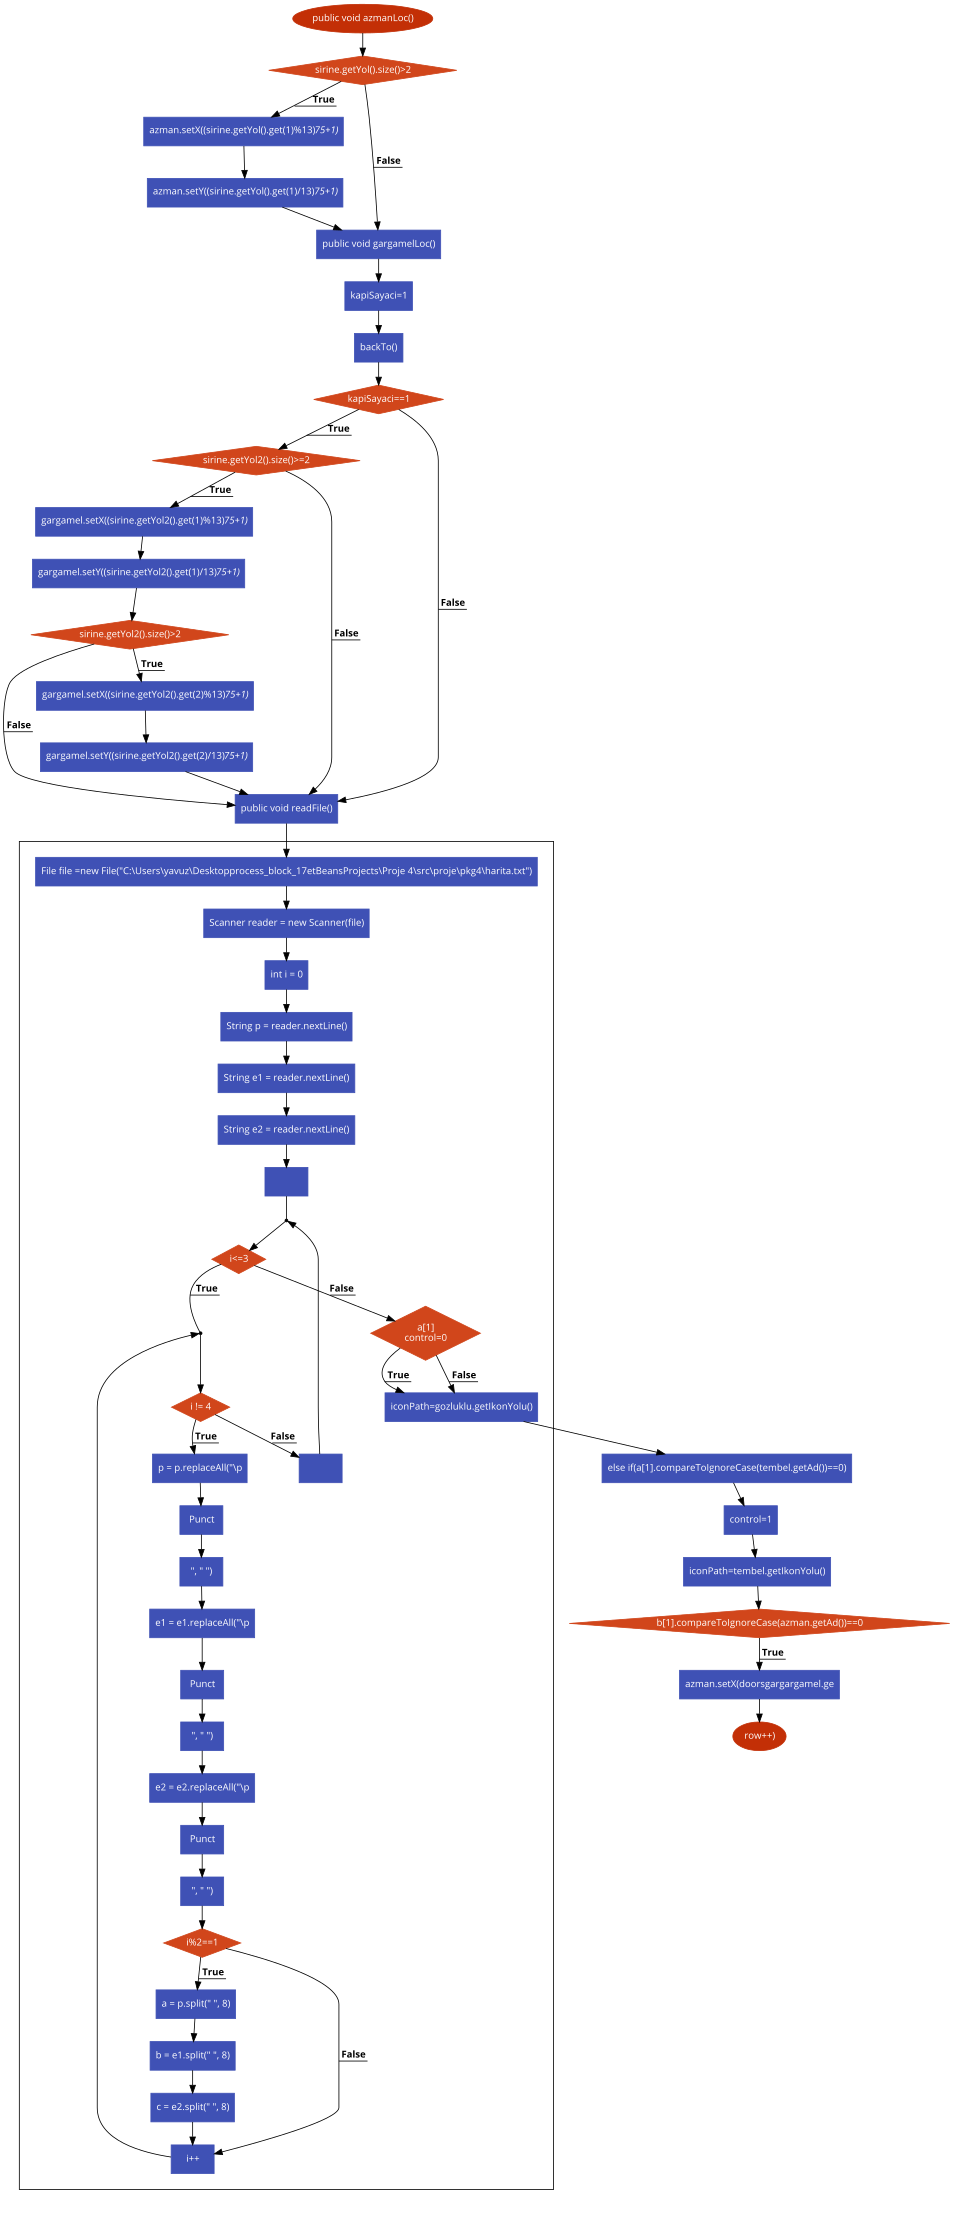 public void azmanLoc()
sirine.getYol().size()>2
True
azman.setX((sirine.getYol().get(1)%13)75+1)
False
azman.setY((sirine.getYol().get(1)/13)75+1)
public void gargamelLoc()
kapiSayaci=1
backTo()
kapiSayaci==1
True
sirine.getYol2().size()>=2
True
gargamel.setX((sirine.getYol2().get(1)%13)75+1)
gargamel.setY((sirine.getYol2().get(1)/13)75+1)
False
sirine.getYol2().size()>2
False
True
gargamel.setX((sirine.getYol2().get(2)%13)75+1)
False
gargamel.setY((sirine.getYol2().get(2)/13)75+1)
public void readFile()
File file =new File("C:\Users\yavuz\Desktopprocess_block_17etBeansProjects\Proje 4\src\proje\pkg4\harita.txt")
Scanner reader = new Scanner(file)
int i = 0
String p = reader.nextLine()
String e1 = reader.nextLine()
String e2 = reader.nextLine()
i<=3
True
False
a[1]
control=0
True
False
i != 4
iconPath=gozluklu.getIkonYolu()
True
False
p = p.replaceAll("\p
else if(a[1].compareToIgnoreCase(tembel.getAd())==0)
Punct
control=1
", " ")
iconPath=tembel.getIkonYolu()
e1 = e1.replaceAll("\p
b[1].compareToIgnoreCase(azman.getAd())==0
True
Punct
azman.setX(doorsgargargamel.ge
", " ")
row++)
e2 = e2.replaceAll("\p
Punct
", " ")
i%2==1
True
a = p.split(" ", 8)
b = e1.split(" ", 8)
False
c = e2.split(" ", 8)
i++